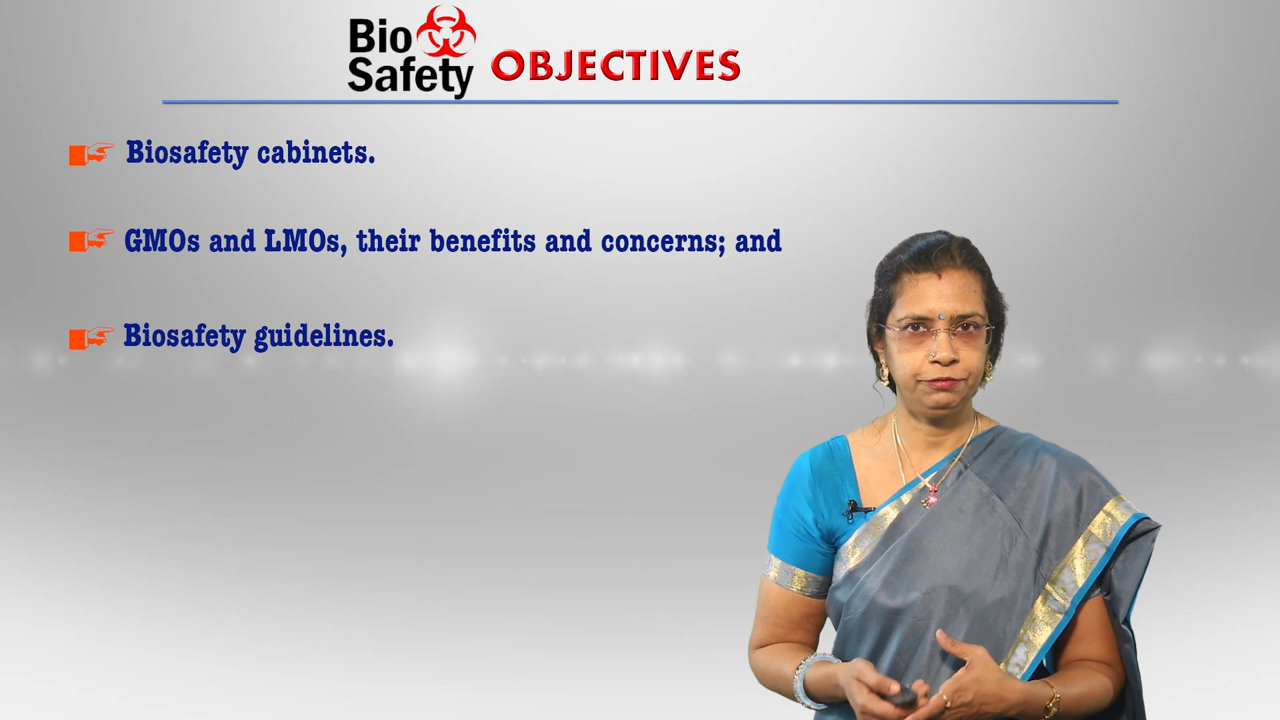 Bio
Safety OBJECTIVES
Biosafety cabinets.
GMOs and LMOs, their benefits and concerns; and
Biosafety guidelines.